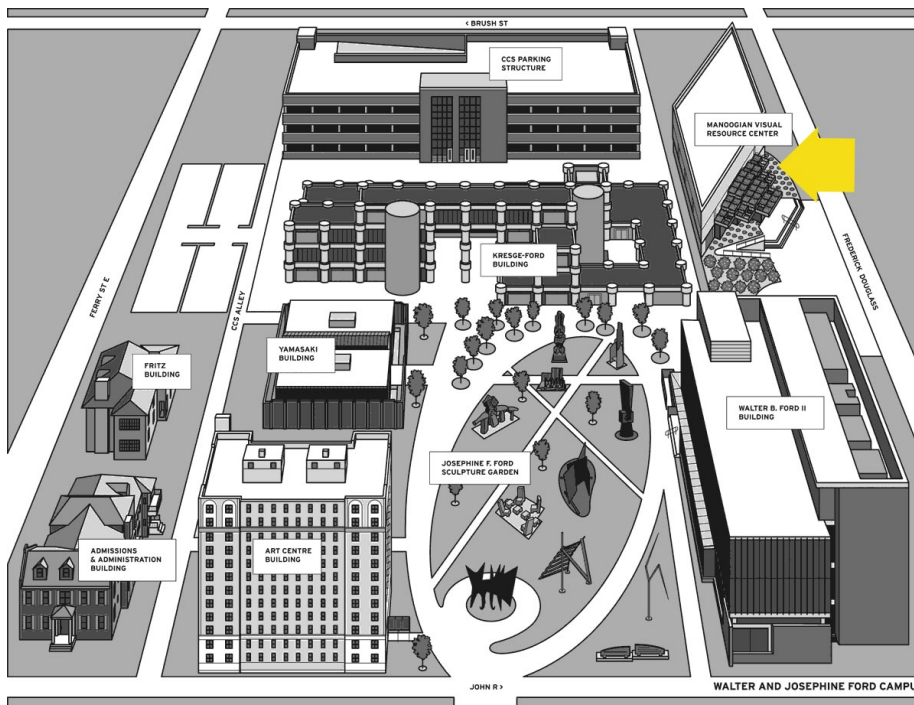 < BRUSH ST
CCS PARKING
STRUCTURE
MANOOGIAN VISUAL
RESOURCE CENTER
KRESGE-FORD
BUILDING
FREDERICK DOUGLASS
FERRY ST E
CCS ALLEY
YAMASAKI
BUILDING
FRITZ
BUILDING
WALTER B. FORD II
BUILDING
JOSEPHINE F. FORD
SCULPTURE GARDEN
ADMISSIONS
& ADMINISTRATION
BUILDING
ART CENTRE
BUILDING
JOHN R >
WALTER AND JOSEPHINE FORD CAMPU